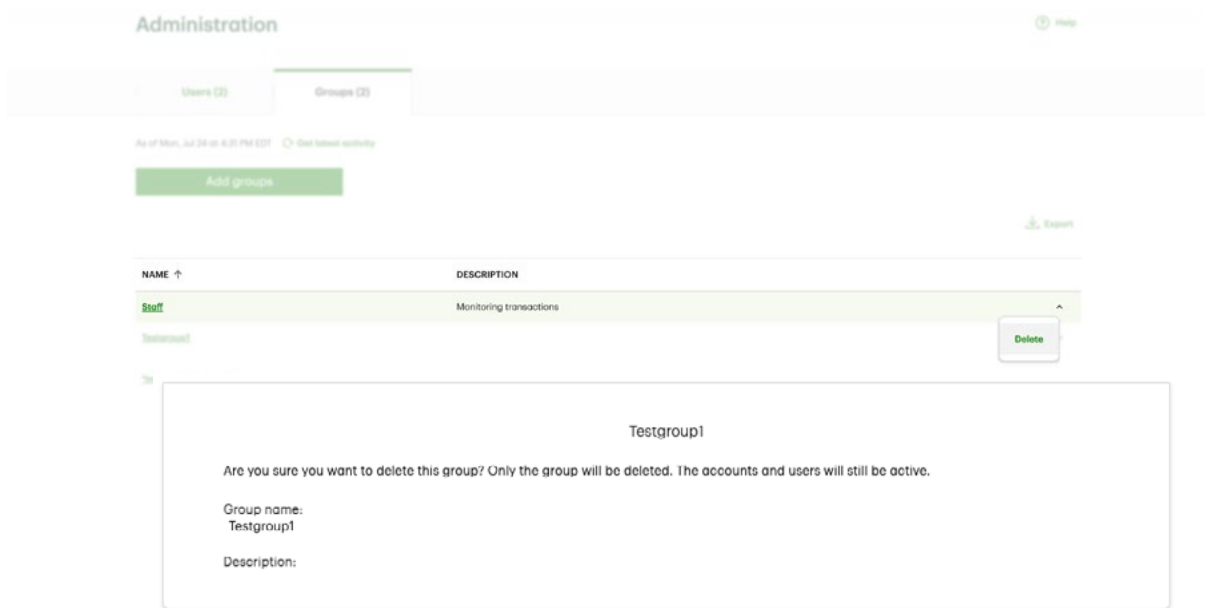 Administration
Help
Users (2)
Groups (2)
As of Mon, Jul 24 at 4:31 PM EDT Get latest activity
Add groups
Export
NAME ↑ DESCRIPTION
Staff Monitoring transactions
Testgroup1
Delete
Te
Testgroup1
Are you sure you want to delete this group? Only the group will be deleted. The accounts and users will still be active.
Group name:
Testgroup1
Description: